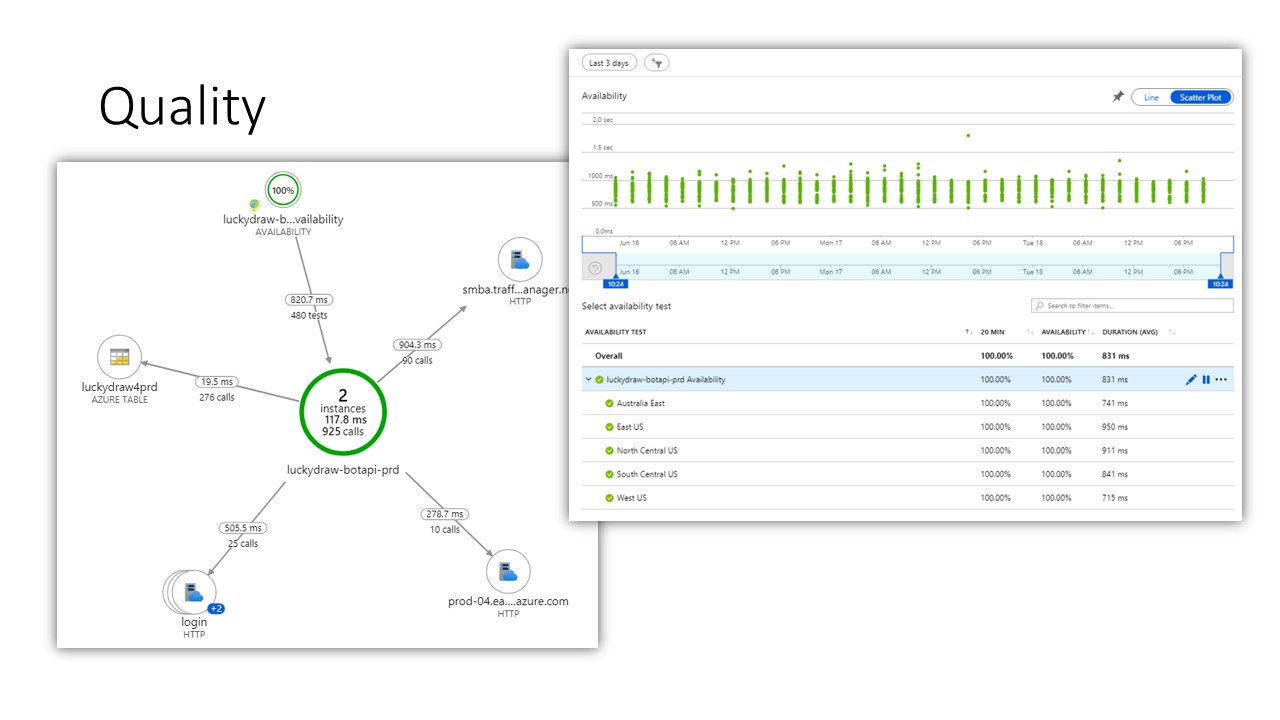 Quality
100%
luckydraw-b...vailability
AVAILABILITY
smba.traff...anager.n
HTTP
820.7 ms
480 tests
904.3 ms
90 calls
luckydraw4prd
AZURE TABLE
19.5 ms
276 calls
2
instances
117.8 ms
925 calls
luckydraw-botapi-prd
505.5 ms
25 calls
278.7 ms
10 calls
login
HTTP
+2
prod-04.ea....azure.com
HTTP
Last 3 days
Availability
Line Scatter Plot
2.0 sec
1.5 sec
1000 ms
500 ms
0.0ms
Jun 16 06 AM 12 PM 06 PM Mon 17 06 AM 12 PM 06 PM Tue 18 06 AM 12 PM 06 PM
Jun 16 06 AM 12 PM 06 PM Mon 17 06 AM 12 PM 06 PM Tue 18 06 AM 12 PM 06 PM
10:24 10:24
Select availability test Search to filter items...
AVAILABILITY TEST 20 MIN AVAILABILITY DURATION (AVG)
Overall 100.00% 100.00% 831 ms
luckydraw-botapi-prd Availability 100.00% 100.00% 831 ms
Australia East 100.00% 100.00% 741 ms
East US 100.00% 100.00% 950 ms
North Central US 100.00% 100.00% 911 ms
South Central US 100.00% 100.00% 841 ms
West US 100.00% 100.00% 715 ms